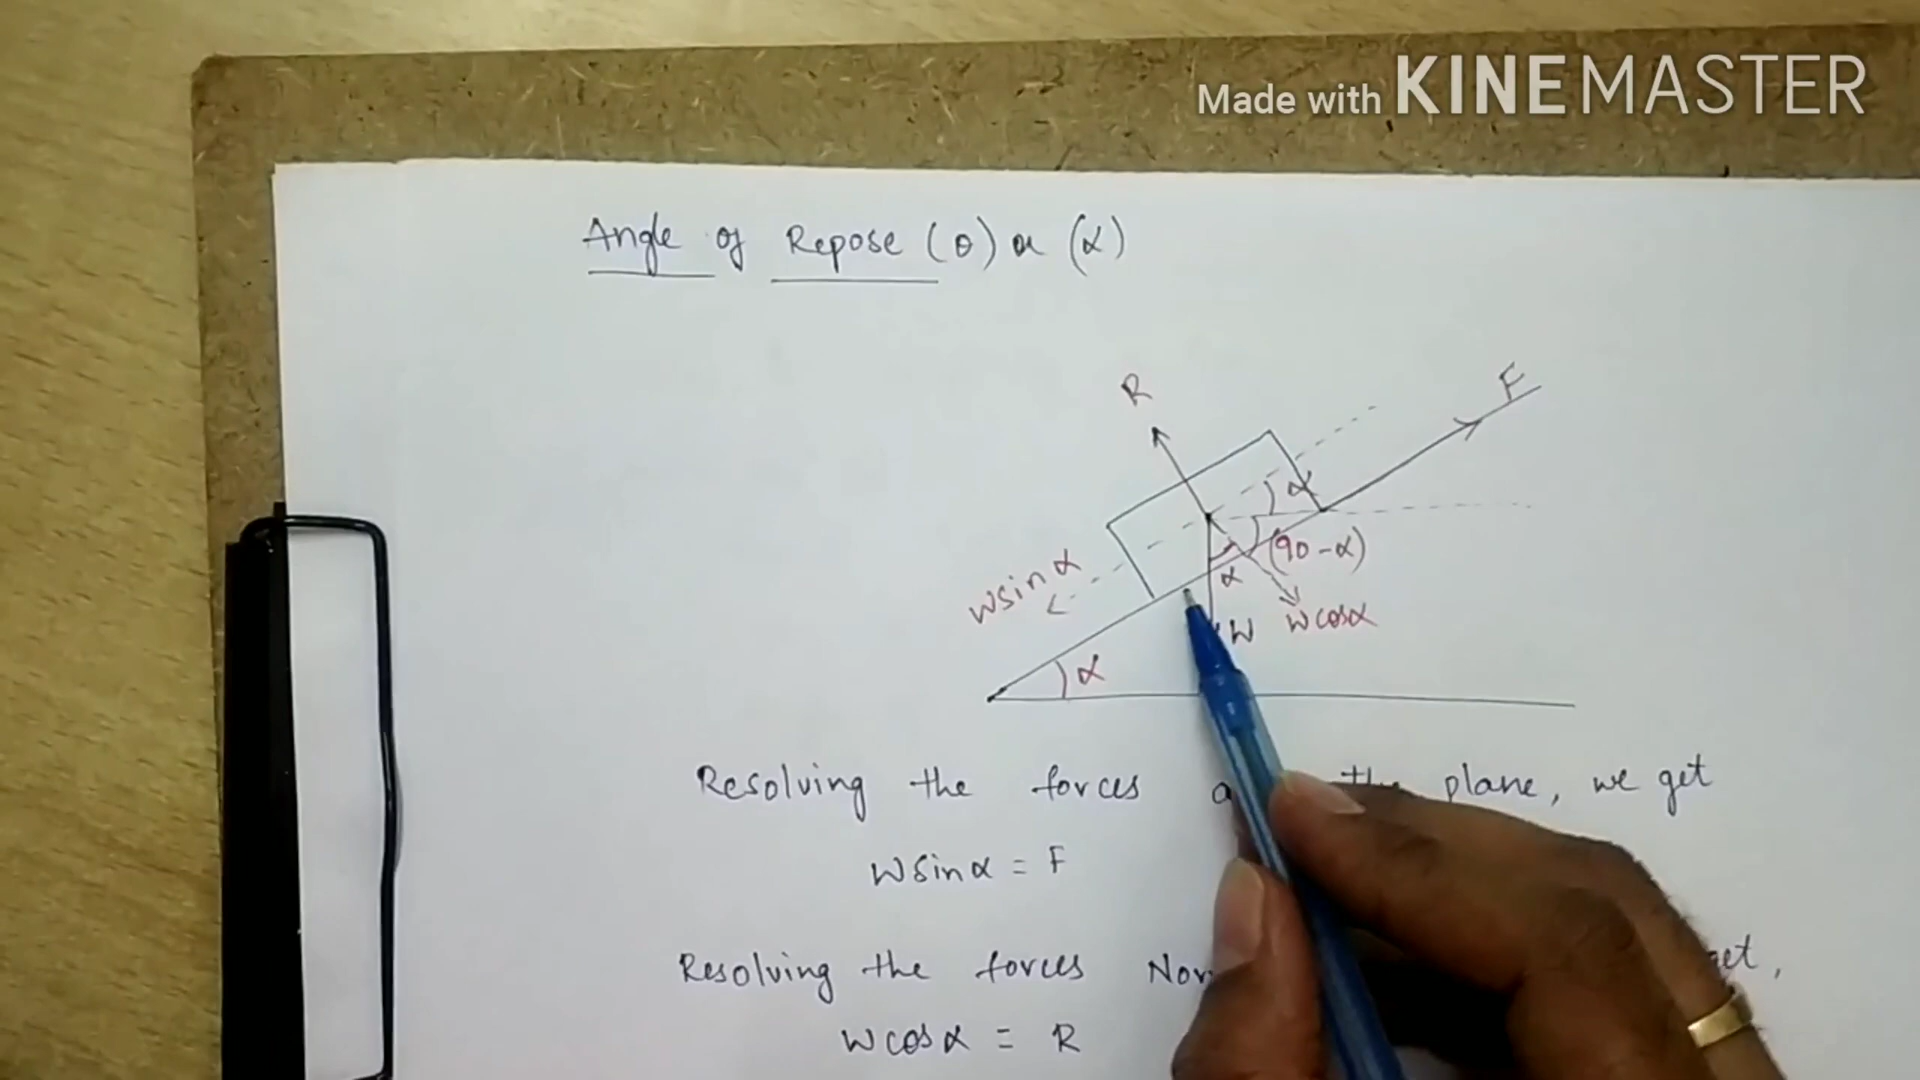 Made with KINEMASTER
Angle of Repose (θ) or (α)
R
F
α
(90-α)
wsinα
α
W
wcosα
α
Resolving the forces the plane, we get
Wsinα = F
Resolving the forces
wcosα = R